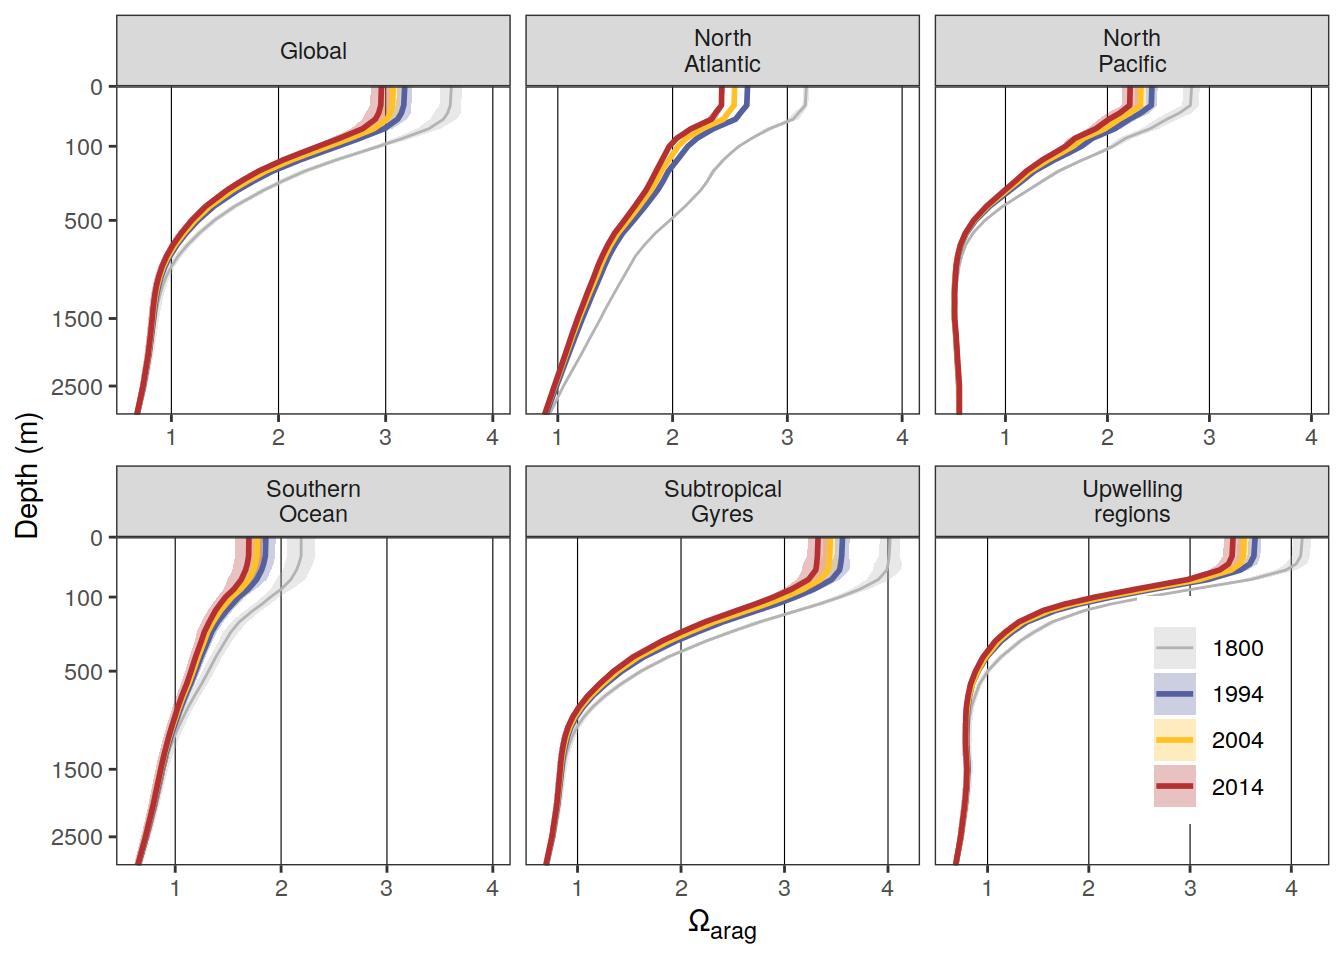 Global
North
Atlantic
North
Pacific
0
100
500
1500
2500
1 2 3 4
1 2 3 4
1 2 3 4
Depth (m)
Southern
Ocean
Subtropical
Gyres
Upwelling
regions
0
100
500
1500
2500
1800
1994
2004
2014
1 2 3 4
1 2 3 4
1 2 3 4
Ωarag